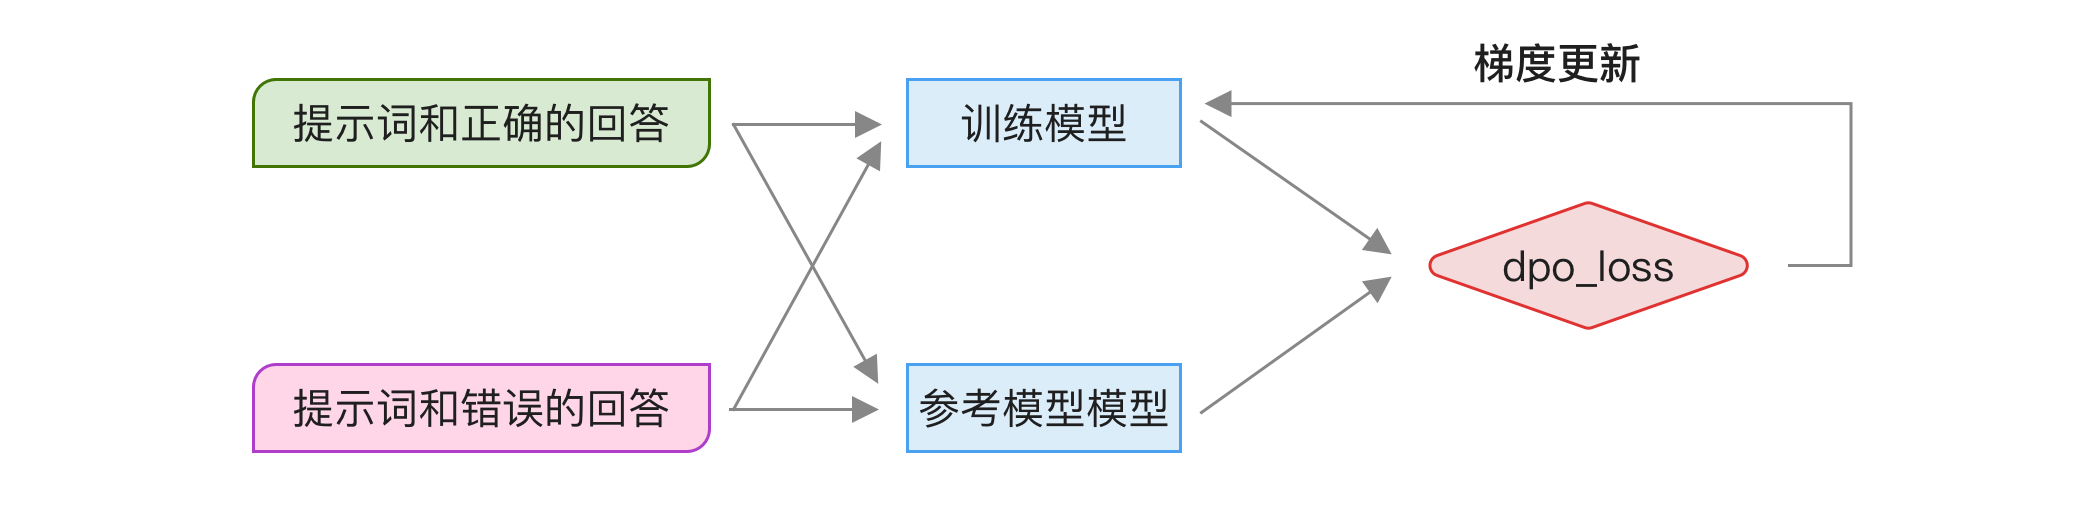 梯度更新
提示词和正确的回答
训练模型
dpo_loss
提示词和错误的回答
参考模型模型